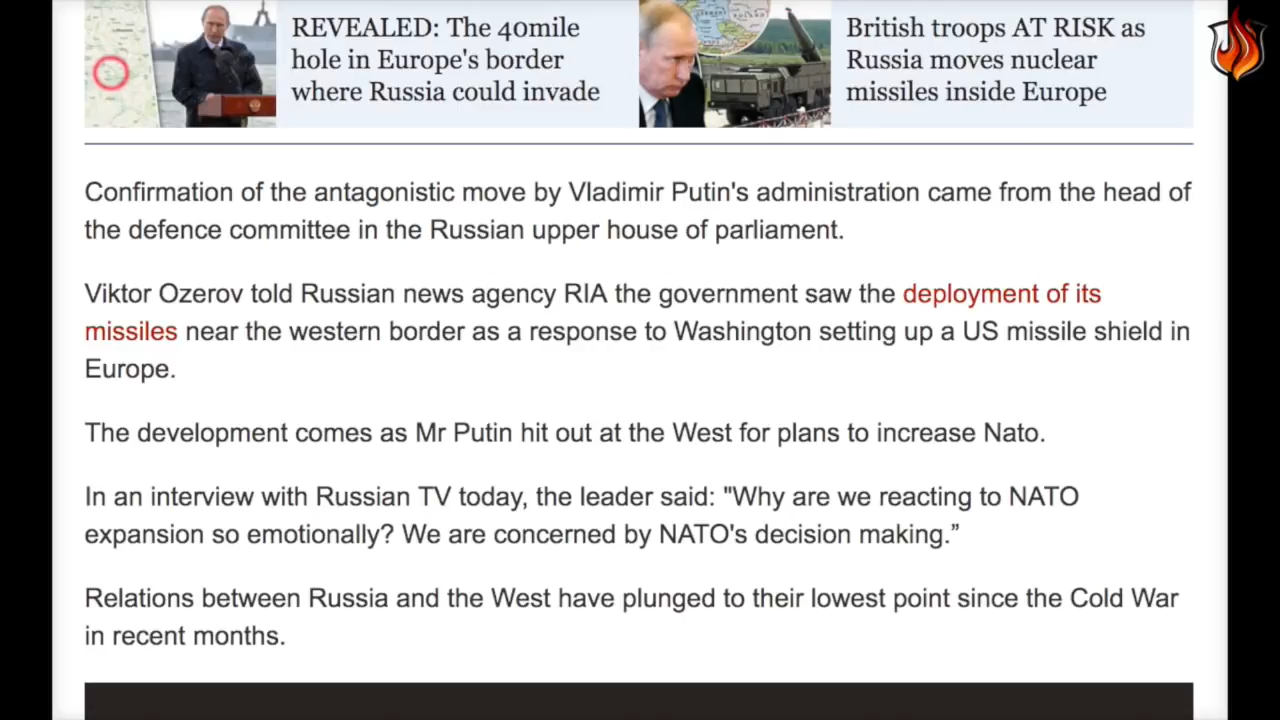 REVEALED: The 40mile
hole in Europe's border
where Russia could invade
British troops AT RISK as
Russia moves nuclear
missiles inside Europe
Confirmation of the antagonistic move by Vladimir Putin's administration came from the head of
the defence committee in the Russian upper house of parliament.
Viktor Ozerov told Russian news agency RIA the government saw the deployment of its
missiles near the western border as a response to Washington setting up a US missile shield in
Europe.
The development comes as Mr Putin hit out at the West for plans to increase Nato.
In an interview with Russian TV today, the leader said: "Why are we reacting to NATO
expansion so emotionally? We are concerned by NATO's decision making.”
Relations between Russia and the West have plunged to their lowest point since the Cold War
in recent months.